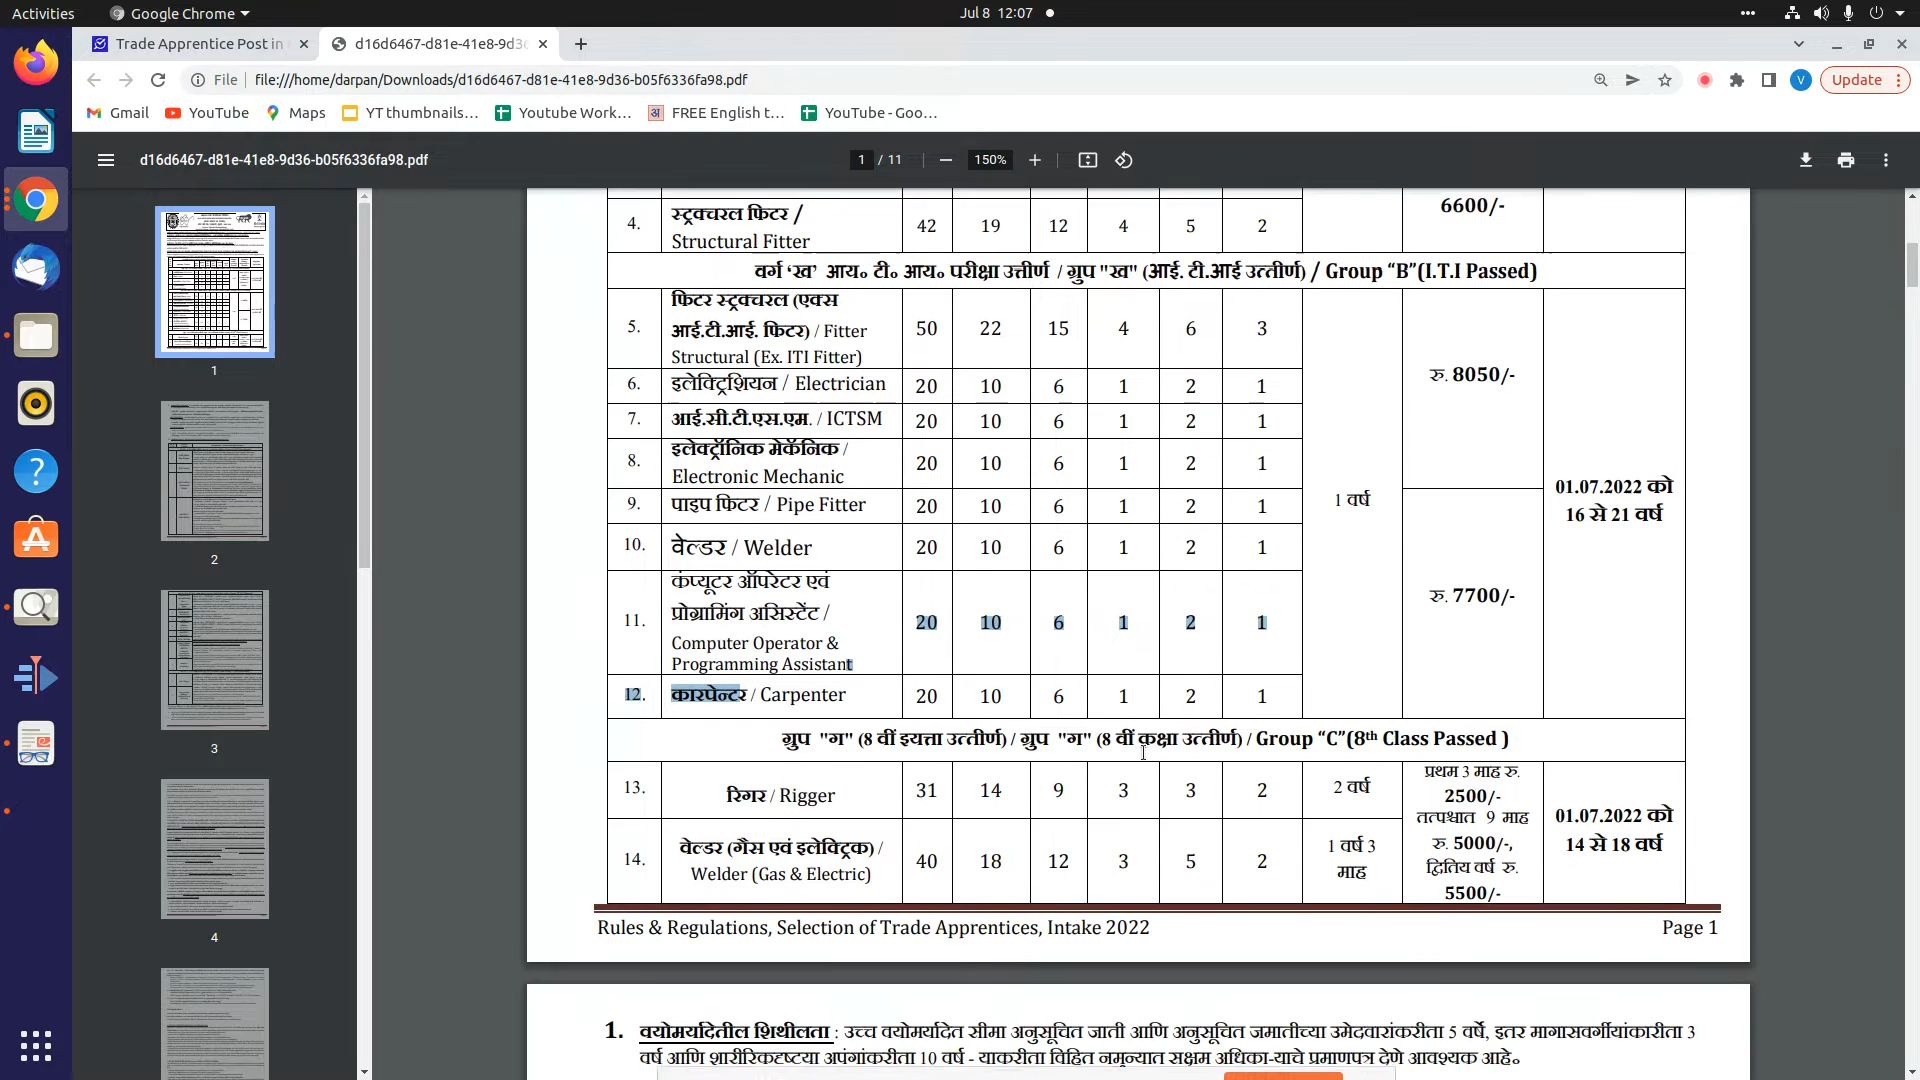 Activities Google Chrome Jul 8 12:07
Trade Apprentice Post in
d16d6467-d81e-41e8-9d3
File file:///home/darpan/Downloads/d16d6467-d81e-41e8-9d36-b05f6336fa98.pdf V Update
Gmail YouTube Maps YT thumbnails... Youtube Work... FREE English t... YouTube - Goo...
d16d6467-d81e-41e8-9d36-b05f6336fa98.pdf 1 / 11 150%
6600/-
4. स्ट्रक्चरल फिटर / Structural Fitter 42 19 12 4 5 2
वर्ग ‘ख’ आय० टी० आय० परीक्षा उत्तीर्ण / ग्रुप "ख" (आई. टी.आई उत्तीर्ण) / Group “B”(I.T.I Passed)
5. फिटर स्ट्रक्चरल (एक्स आई.टी.आई. फिटर) / Fitter Structural (Ex. ITI Fitter) 50 22 15 4 6 3
रु. 8050/-
6. इलेक्ट्रिशियन / Electrician 20 10 6 1 2 1
7. आई.सी.टी.एस.एम. / ICTSM 20 10 6 1 2 1
8. इलेक्ट्रॉनिक मेकॅनिक / Electronic Mechanic 20 10 6 1 2 1
9. पाइप फिटर / Pipe Fitter 20 10 6 1 2 1
1 वर्ष
01.07.2022 को
16 से 21 वर्ष
10. वेल्डर / Welder 20 10 6 1 2 1
रु. 7700/-
11. कंप्यूटर ऑपरेटर एवं प्रोग्रामिंग असिस्टेंट / Computer Operator & Programming Assistant 20 10 6 1 2 1
12. कारपेन्टर / Carpenter 20 10 6 1 2 1
ग्रुप "ग" (8 वीं इयत्ता उत्तीर्ण) / ग्रुप "ग" (8 वीं कक्षा उत्तीर्ण) / Group “C”(8th Class Passed )
13. रिगर / Rigger 31 14 9 3 3 2 2 वर्ष
प्रथम 3 माह रु.
2500/-
तत्पश्चात 9 माह
रु. 5000/-,
द्वितिय वर्ष रु.
5500/-
01.07.2022 को
14 से 18 वर्ष
14. वेल्डर (गैस एवं इलेक्ट्रिक) / Welder (Gas & Electric) 40 18 12 3 5 2 1 वर्ष 3 माह
Rules & Regulations, Selection of Trade Apprentices, Intake 2022 Page 1
1. वयोमर्यादेतील शिथीलता : उच्च वयोमर्यादेत सीमा अनुसूचित जाती आणि अनुसूचित जमातीच्या उमेदवारांकरीता 5 वर्षे, इतर मागासवर्गीयांकारीता 3
वर्ष आणि शारीरिकदृष्टया अपंगांकरीता 10 वर्ष - याकरीता विहित नमुन्यात सक्षम अधिका-याचे प्रमाणपत्र देणे आवश्यक आहे०
1
2
3
4